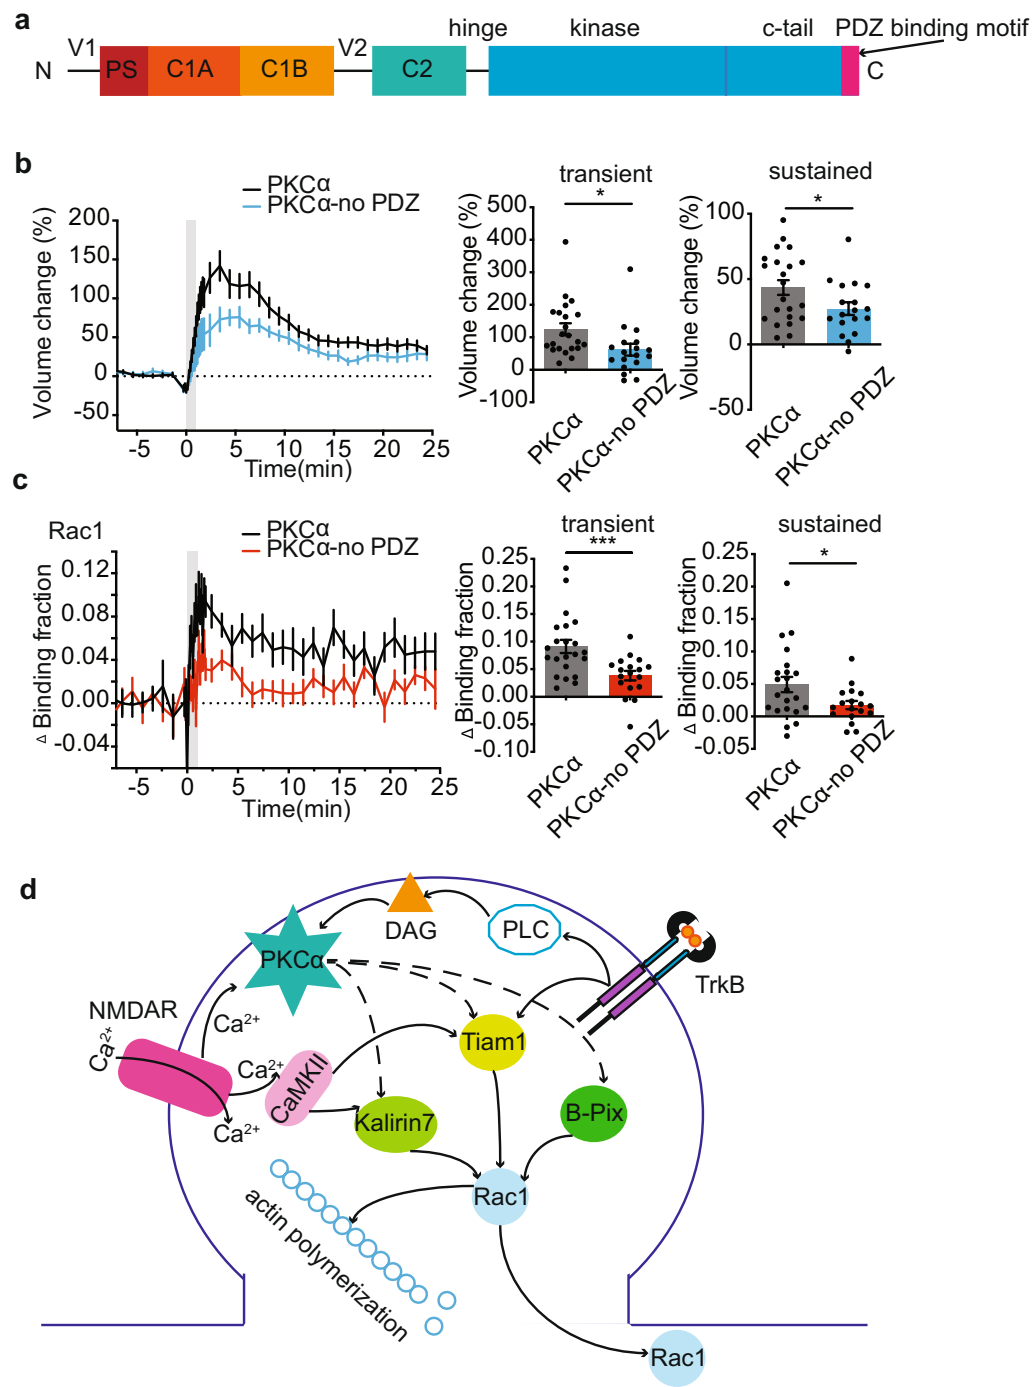 a
hinge kinase c-tail PDZ binding motif
V1 V2
N PS C1A C1B C2 C
b
PKCα
PKCα-no PDZ
Volume change (%)
200
150
100
50
0
-50
-5 0 5 10 15 20 25
Time(min)
transient
*
Volume change (%)
500
400
300
200
100
0
-100
PKCα
PKCα-no PDZ
sustained
*
Volume change (%)
100
50
0
-50
PKCα
PKCα-no PDZ
c
Rac1
PKCα
PKCα-no PDZ
Δ Binding fraction
0.12
0.08
0.04
0.00
-0.04
-5 0 5 10 15 20 25
Time(min)
transient
***
Δ Binding fraction
0.25
0.20
0.15
0.10
0.05
0.00
-0.05
-0.10
PKCα
PKCα-no PDZ
sustained
*
Δ Binding fraction
0.25
0.20
0.15
0.10
0.05
0.00
-0.05
PKCα
PKCα-no PDZ
d
DAG
PLC
PKCα
TrkB
NMDAR
Ca²⁺
Ca²⁺
Ca²⁺
Ca²⁺
CaMKII
Tiam1
Kalirin7
B-Pix
Rac1
actin polymerization
Rac1